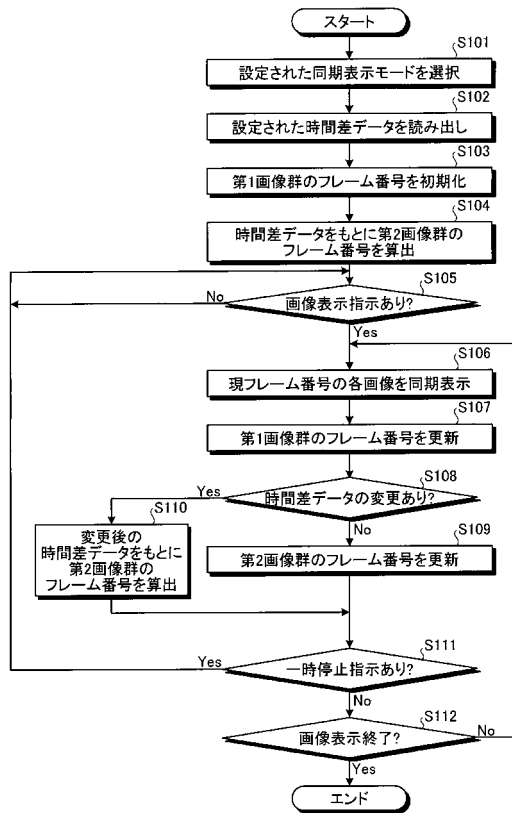 スタート
S101
設定された同期表示モードを選択
S102
設定された時間差データを読み出し
S103
第1画像群のフレーム番号を初期化
S104
時間差データをもとに第2画像群の
フレーム番号を算出
S105
画像表示指示あり?
No
Yes
S106
現フレーム番号の各画像を同期表示
S107
第1画像群のフレーム番号を更新
S108
時間差データの変更あり?
Yes
No
S110
変更後の
時間差データをもとに
第2画像群の
フレーム番号を算出
S109
第2画像群のフレーム番号を更新
S111
一時停止指示あり?
Yes
No
S112
画像表示終了?
No
Yes
エンド